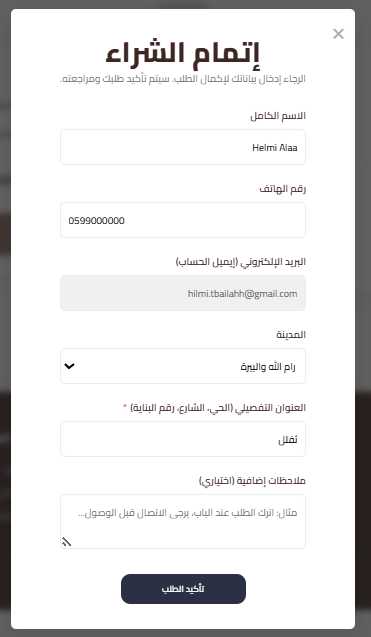 إتمام الشراء
الرجاء إدخال بياناتك لإكمال الطلب. سيتم تأكيد طلبك ومراجعته.
الاسم الكامل
Helmi Alaa
رقم الهاتف
0599000000
البريد الإلكتروني (إيميل الحساب)
hilmi.tbailahh@gmail.com
المدينة
رام الله والبيرة
العنوان التفصيلي (الحي، الشارع، رقم البناية) *
ثفلل
ملاحظات إضافية (اختياري)
مثال: اترك الطلب عند الباب، يرجى الاتصال قبل الوصول...
تأكيد الطلب